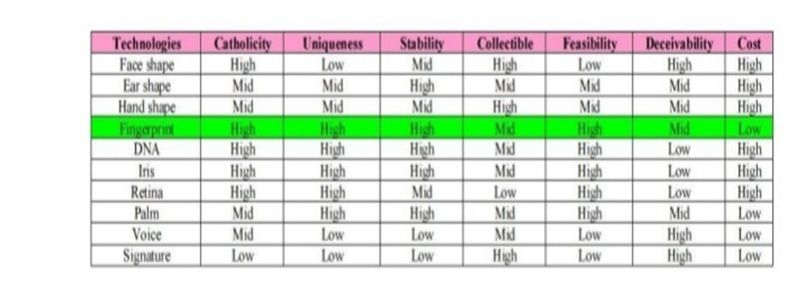 Technologies Catholicity Uniqueness Stability Collectible Feasibility Deceivability Cost
Face shape High Low Mid High Low High High
Ear shape Mid Mid High Mid Mid Mid High
Hand shape Mid Mid Mid High Mid Mid High
Fingerprint High High High Mid High Mid Low
DNA High High High Mid High Low High
Iris High High High Mid High Low High
Retina High High Mid Low High Low High
Palm Mid High High Mid High Mid Low
Voice Mid Low Low Mid Low High Low
Signature Low Low Low High Low High Low